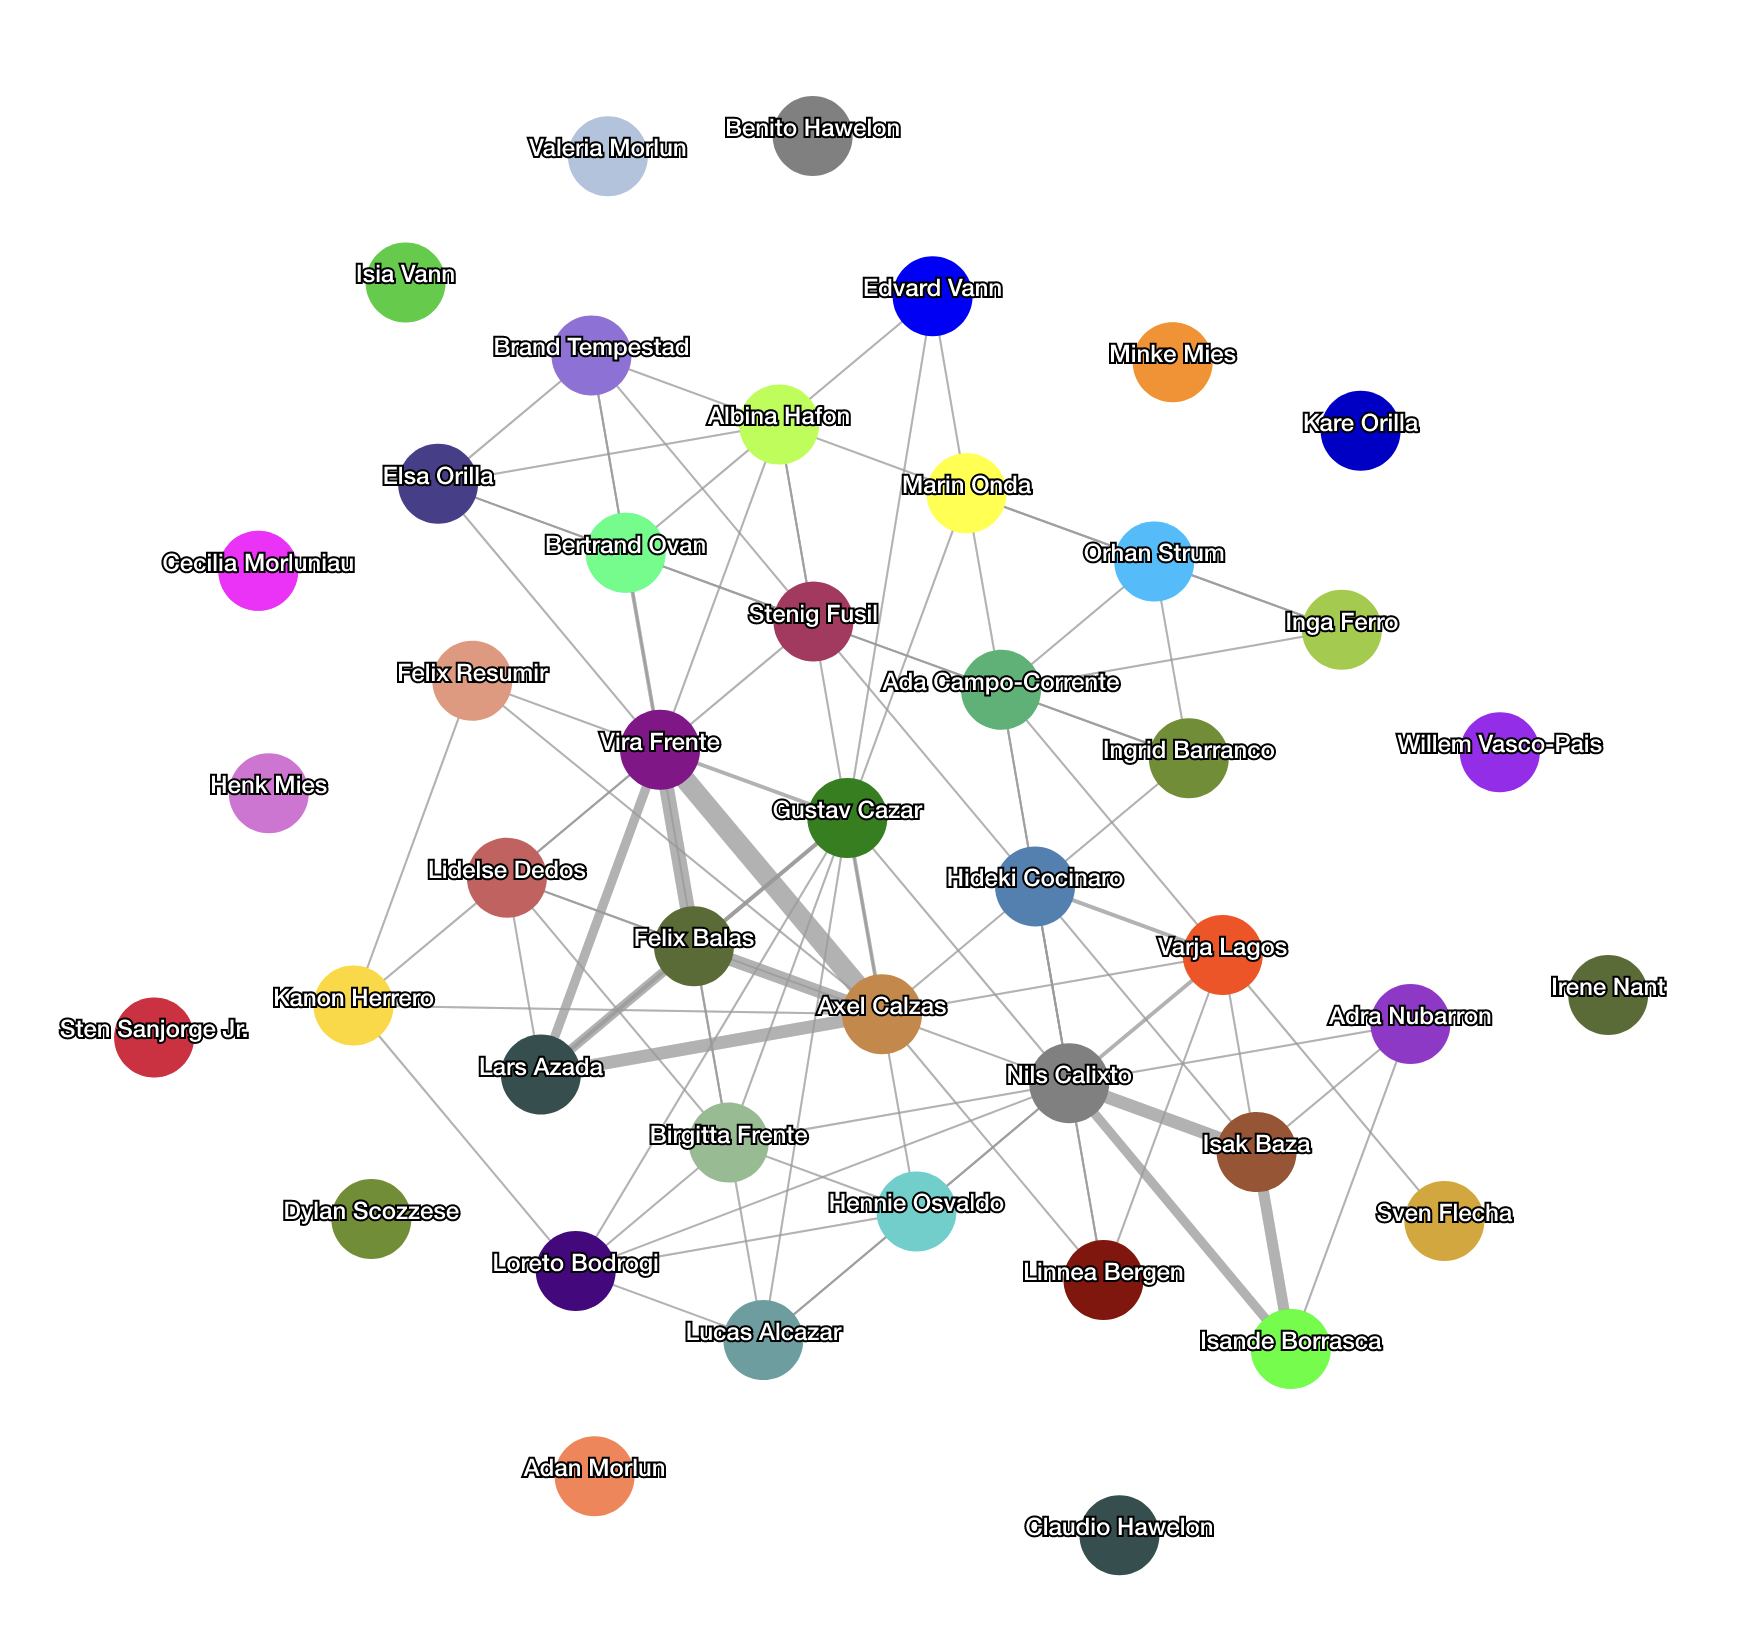 Benito Hawelon
Valeria Morlun
Isia Vann
Edvard Vann
Brand Tempestad
Minke Mies
Albina Hafon
Kare Orilla
Elsa Orilla
Marin Onda
Bertrand Ovan
Orhan Strum
Cecilia Morluniau
Stenig Fusil
Inga Ferro
Felix Resumir
Ada Campo-Corrente
Vira Frente
Ingrid Barranco
Willem Vasco-Pais
Henk Mies
Gustav Cazar
Lidelse Dedos
Hideki Cocinaro
Felix Balas
Varja Lagos
Irene Nant
Kanon Herrero
Axel Calzas
Adra Nubarron
Sten Sanjorge Jr.
Lars Azada
Nils Calixto
Birgitta Frente
Isak Baza
Hennie Osvaldo
Dylan Scozzese
Sven Flecha
Loreto Bodrogi
Linnea Bergen
Lucas Alcazar
Isande Borrasca
Adan Morlun
Claudio Hawelon